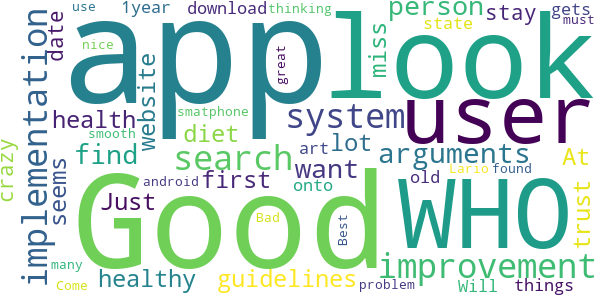 use 1year download thinking person stay gets
nice app look state must
implementation date great miss user
health website smatphone system
smooth diet art lot arguments At
crazy find search want
seems Just android first onto old Lario found
Good WHO trust
many healthy Bad Best improvement
Come guidelines problem Will things